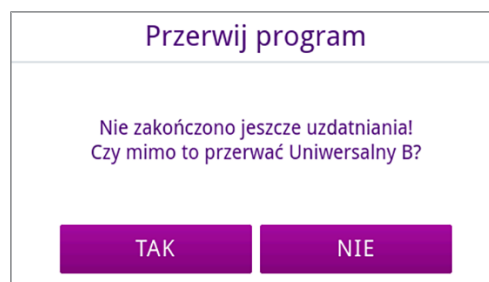 Przerwij program
Nie zakończono jeszcze uzdatniania!
Czy mimo to przerwać Uniwersalny B?
TAK
NIE